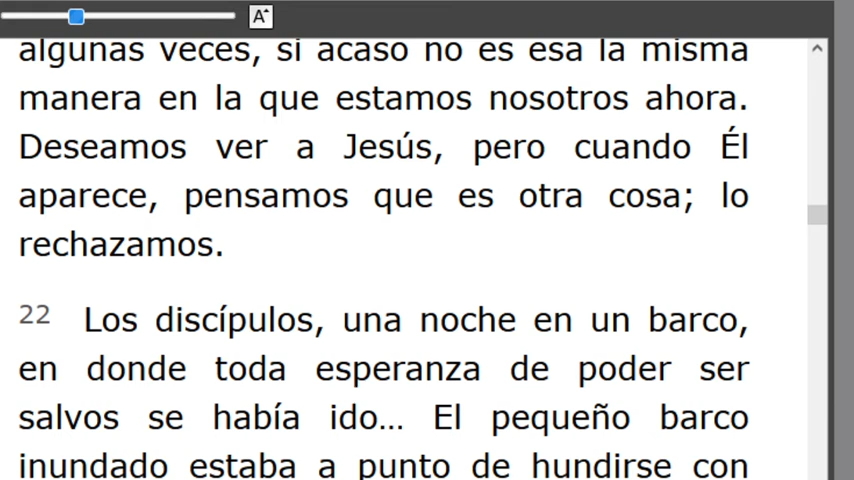 A
algunas veces, si acaso no es esa la misma
manera en la que estamos nosotros ahora.
Deseamos ver a Jesús, pero cuando Él
aparece, pensamos que es otra cosa; lo
rechazamos.
22 Los discípulos, una noche en un barco,
en donde toda esperanza de poder ser
salvos se había ido... El pequeño barco
inundado estaba a punto de hundirse con